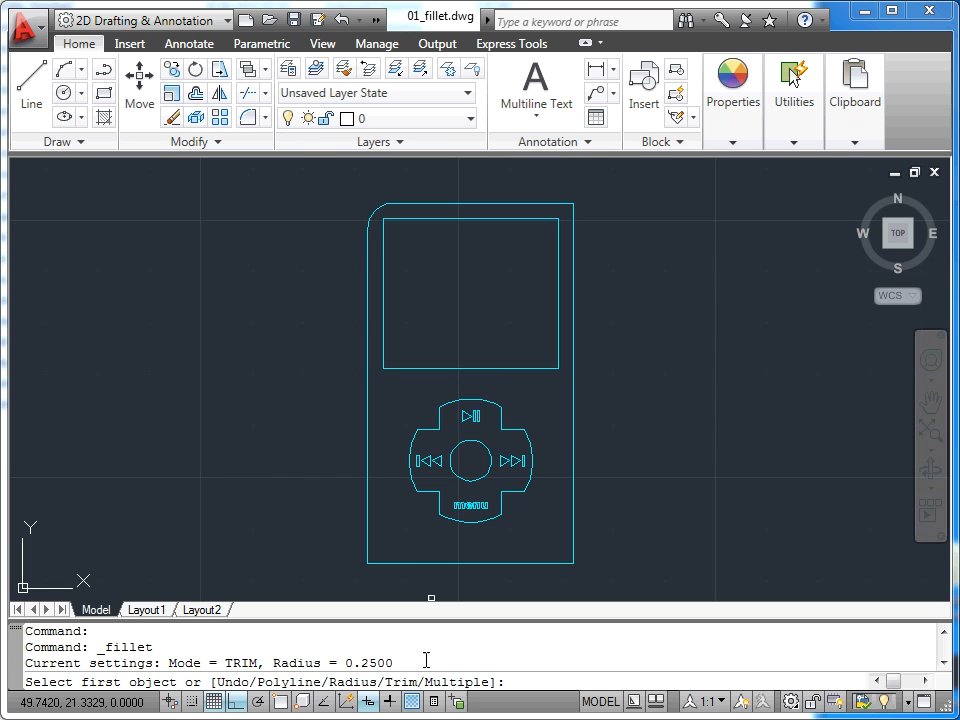 2D Drafting & Annotation
01_fillet.dwg
Type a keyword or phrase
Home
Insert
Annotate
Parametric
View
Manage
Output
Express Tools
Line
Move
Unsaved Layer State
0
Multiline Text
Insert
Properties
Utilities
Clipboard
Draw
Modify
Layers
Annotation
Block
N
W
TOP
E
S
WCS
menu
Y
X
Model
Layout1
Layout2
Command:
Command: _fillet
Current settings: Mode = TRIM, Radius = 0.2500
Select first object or [Undo/Polyline/Radius/Trim/Multiple]:
49.7420, 21.3329, 0.0000
MODEL
1:1